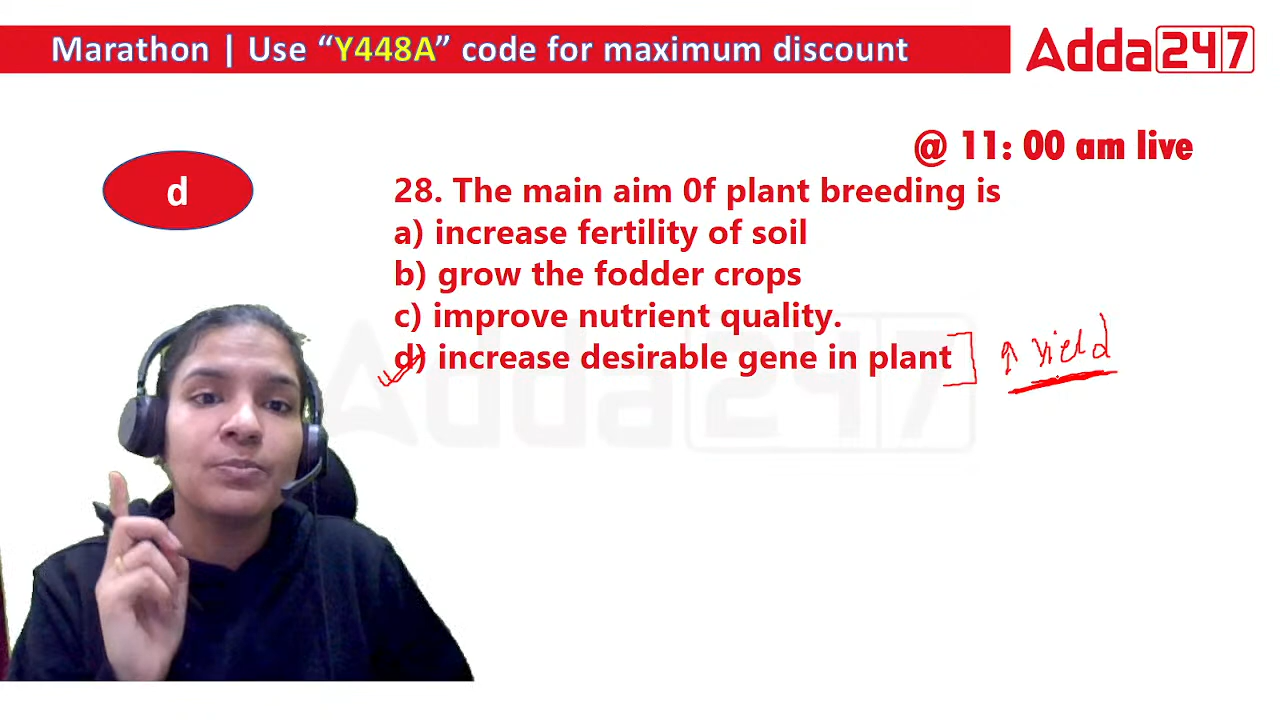 Marathon | Use “Y448A” code for maximum discount
Adda247
@ 11: 00 am live
d
28. The main aim 0f plant breeding is
a) increase fertility of soil
b) grow the fodder crops
c) improve nutrient quality.
d) increase desirable gene in plant
↑ yield
Adda247